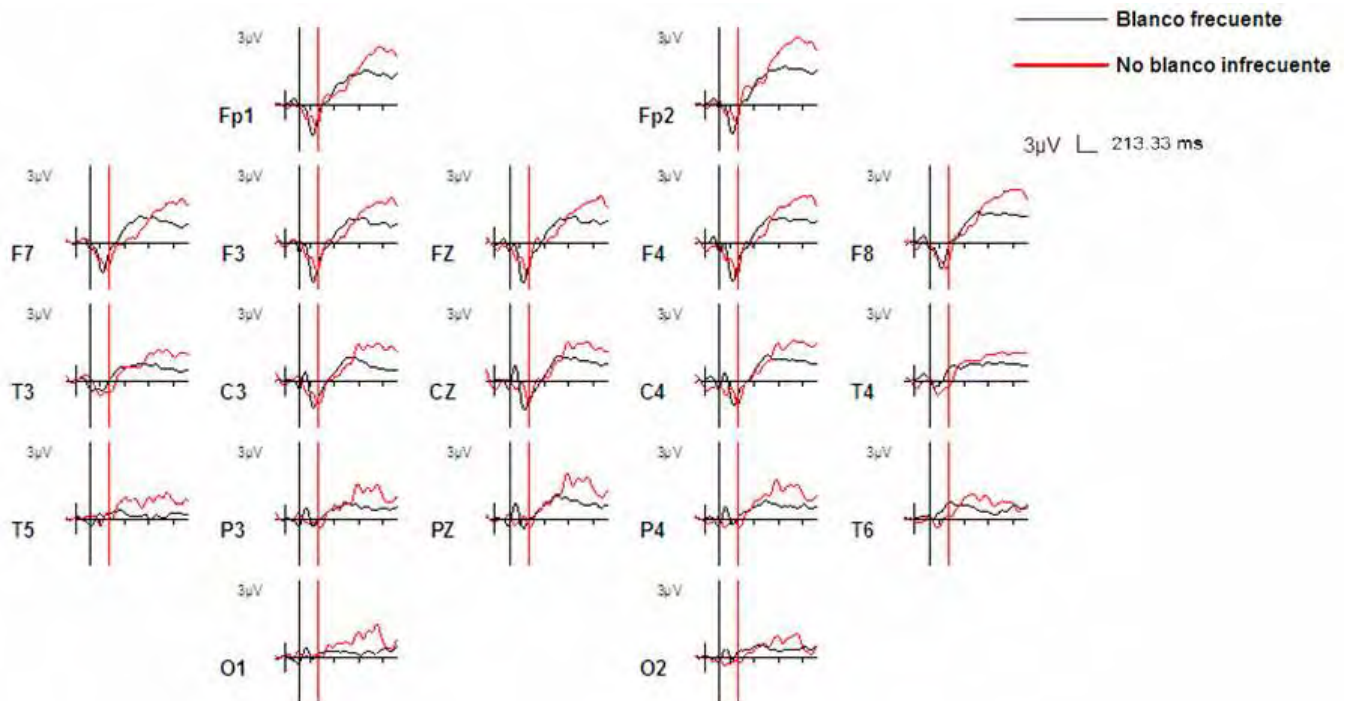 Blanco frecuente
No blanco infrecuente
3µV 213.33 ms
3µV 3µV
Fp1 Fp2
3µV 3µV 3µV 3µV 3µV
F7 F3 FZ F4 F8
3µV 3µV 3µV 3µV 3µV
T3 C3 CZ C4 T4
3µV 3µV 3µV 3µV 3µV
T5 P3 PZ P4 T6
3µV 3µV
O1 O2